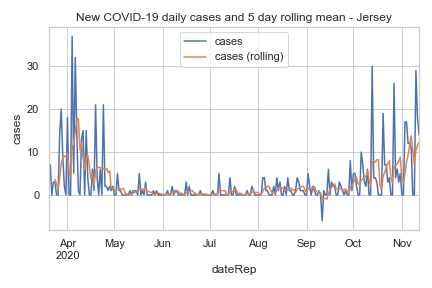 New COVID-19 daily cases and 5 day rolling mean - Jersey
cases
cases (rolling)
cases
30
20
10
0
Apr May Jun Jul Aug Sep Oct Nov
2020
dateRep